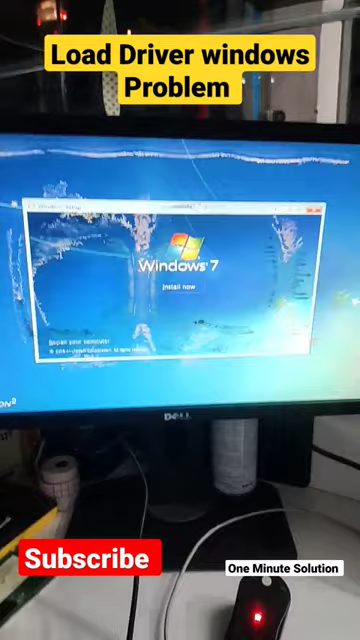 Load Driver windows
Problem
Windows 7
Install now
Repair your computer
DELL
Subscribe
One Minute Solution